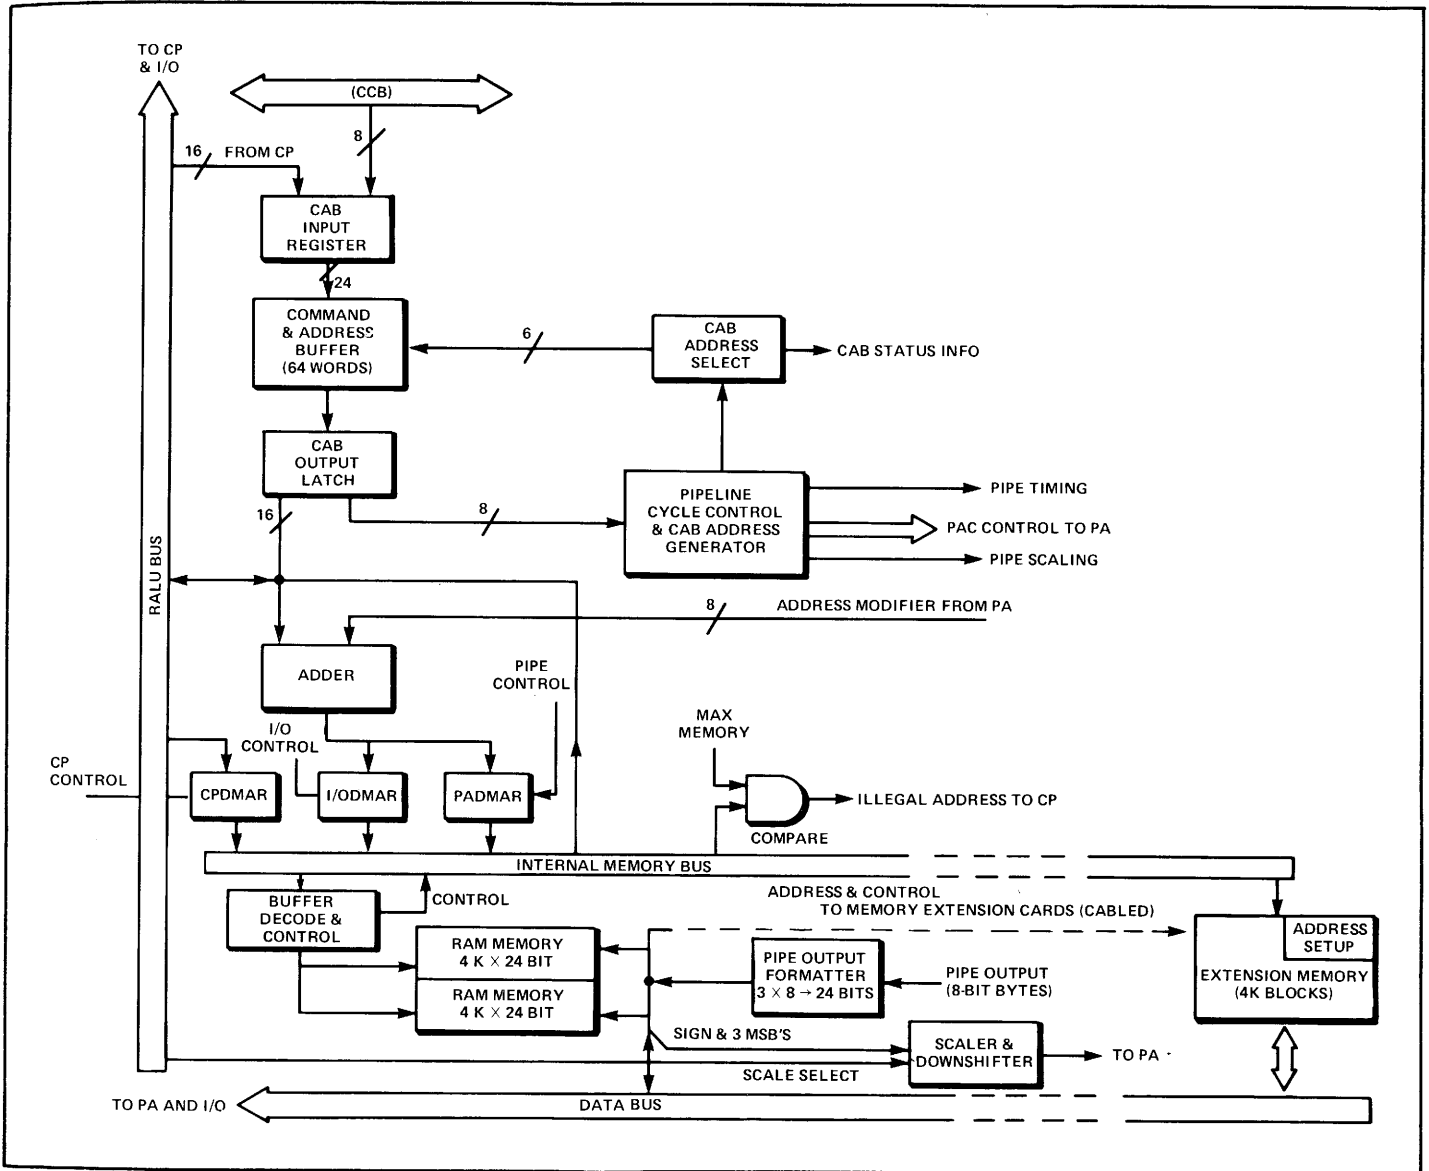 TO CP
& I/O
(CCB)
8
16
FROM CP
CAB
INPUT
REGISTER
24
COMMAND
& ADDRESS
BUFFER
(64 WORDS)
6
CAB
ADDRESS
SELECT
CAB STATUS INFO
CAB
OUTPUT
LATCH
16
8
PIPELINE
CYCLE CONTROL
& CAB ADDRESS
GENERATOR
PIPE TIMING
PAC CONTROL TO PA
PIPE SCALING
RALU BUS
8
ADDRESS MODIFIER FROM PA
ADDER
PIPE
CONTROL
I/O
CONTROL
MAX
MEMORY
CP
CONTROL
CPDMAR
I/ODMAR
PADMAR
ILLEGAL ADDRESS TO CP
COMPARE
INTERNAL MEMORY BUS
BUFFER
DECODE &
CONTROL
CONTROL
ADDRESS & CONTROL
TO MEMORY EXTENSION CARDS (CABLED)
RAM MEMORY
4 K × 24 BIT
RAM MEMORY
4 K × 24 BIT
PIPE OUTPUT
FORMATTER
3 × 8 → 24 BITS
PIPE OUTPUT
(8-BIT BYTES)
ADDRESS
SETUP
EXTENSION MEMORY
(4K BLOCKS)
SIGN & 3 MSB'S
SCALER &
DOWNSHIFTER
TO PA
SCALE SELECT
TO PA AND I/O
DATA BUS